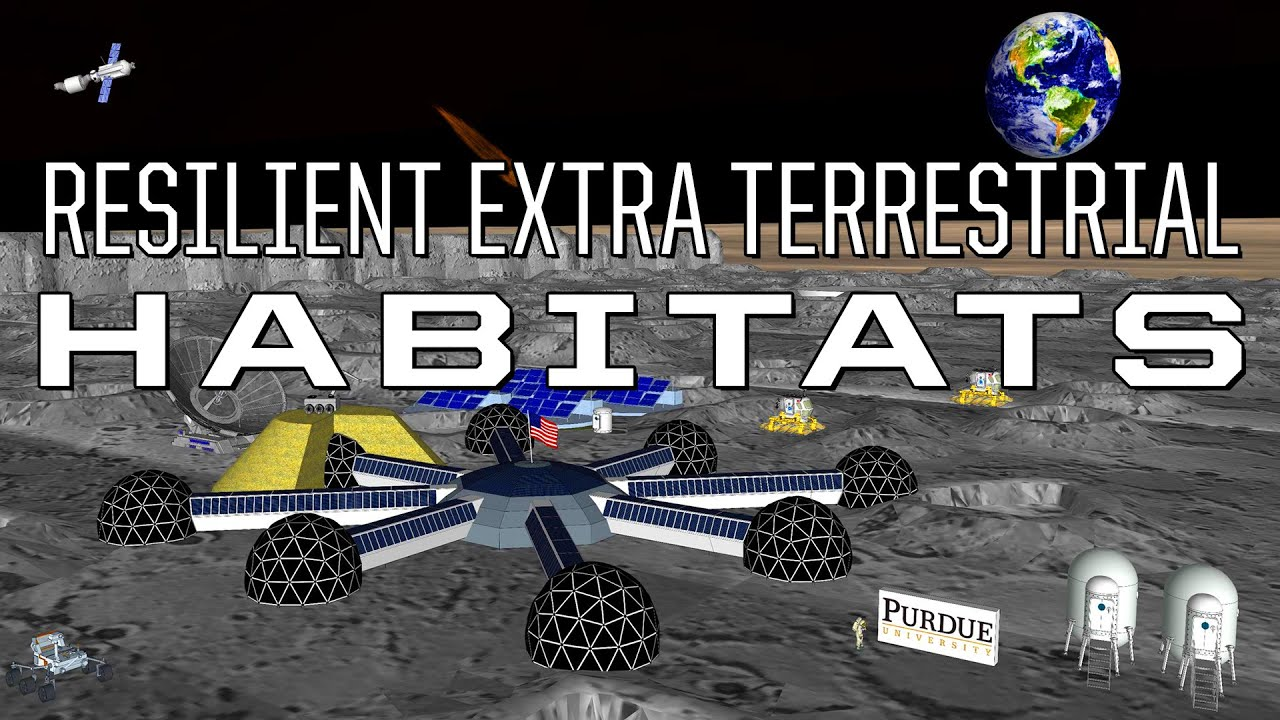 RESILIENT EXTRA TERRESTRIAL
HABITATS
PURDUE
UNIVERSITY